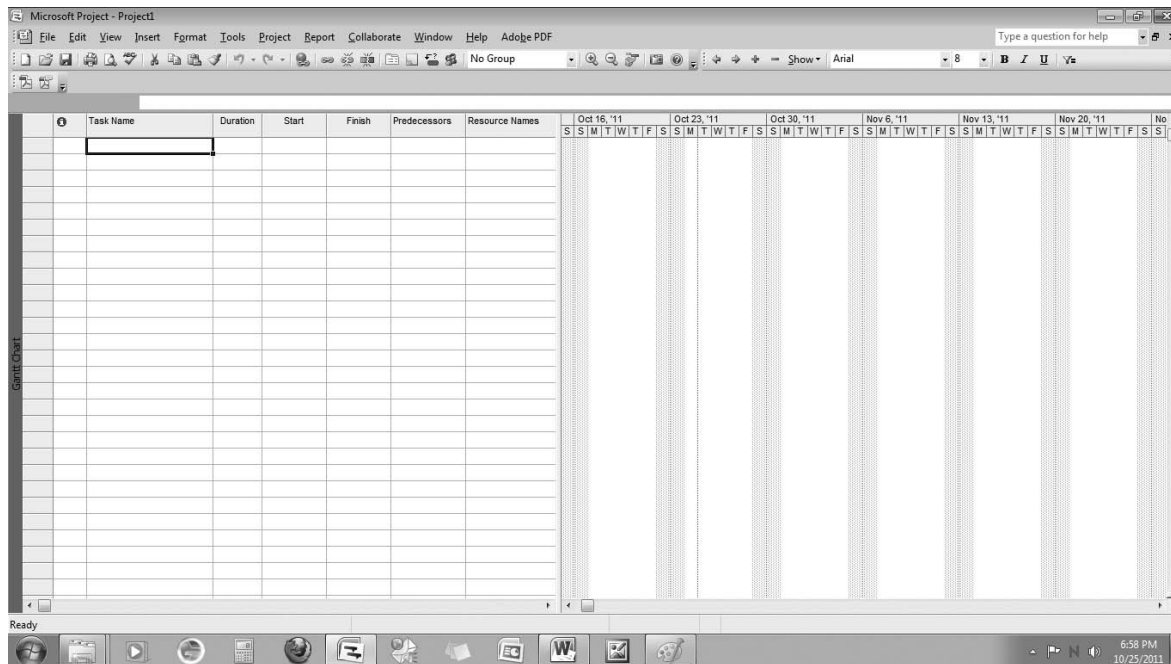 Microsoft Project - Project1
File Edit View Insert Format Tools Project Report Collaborate Window Help Adobe PDF Type a question for help
No Group Show Arial 8 B I U
Task Name Duration Start Finish Predecessors Resource Names Oct 16, '11 Oct 23, '11 Oct 30, '11 Nov 6, '11 Nov 13, '11 Nov 20, '11 No
S S M T W T F S S M T W T F S S M T W T F S S M T W T F S S M T W T F S S M T W T F S S
Gantt Chart
Ready
6:58 PM
10/25/2011